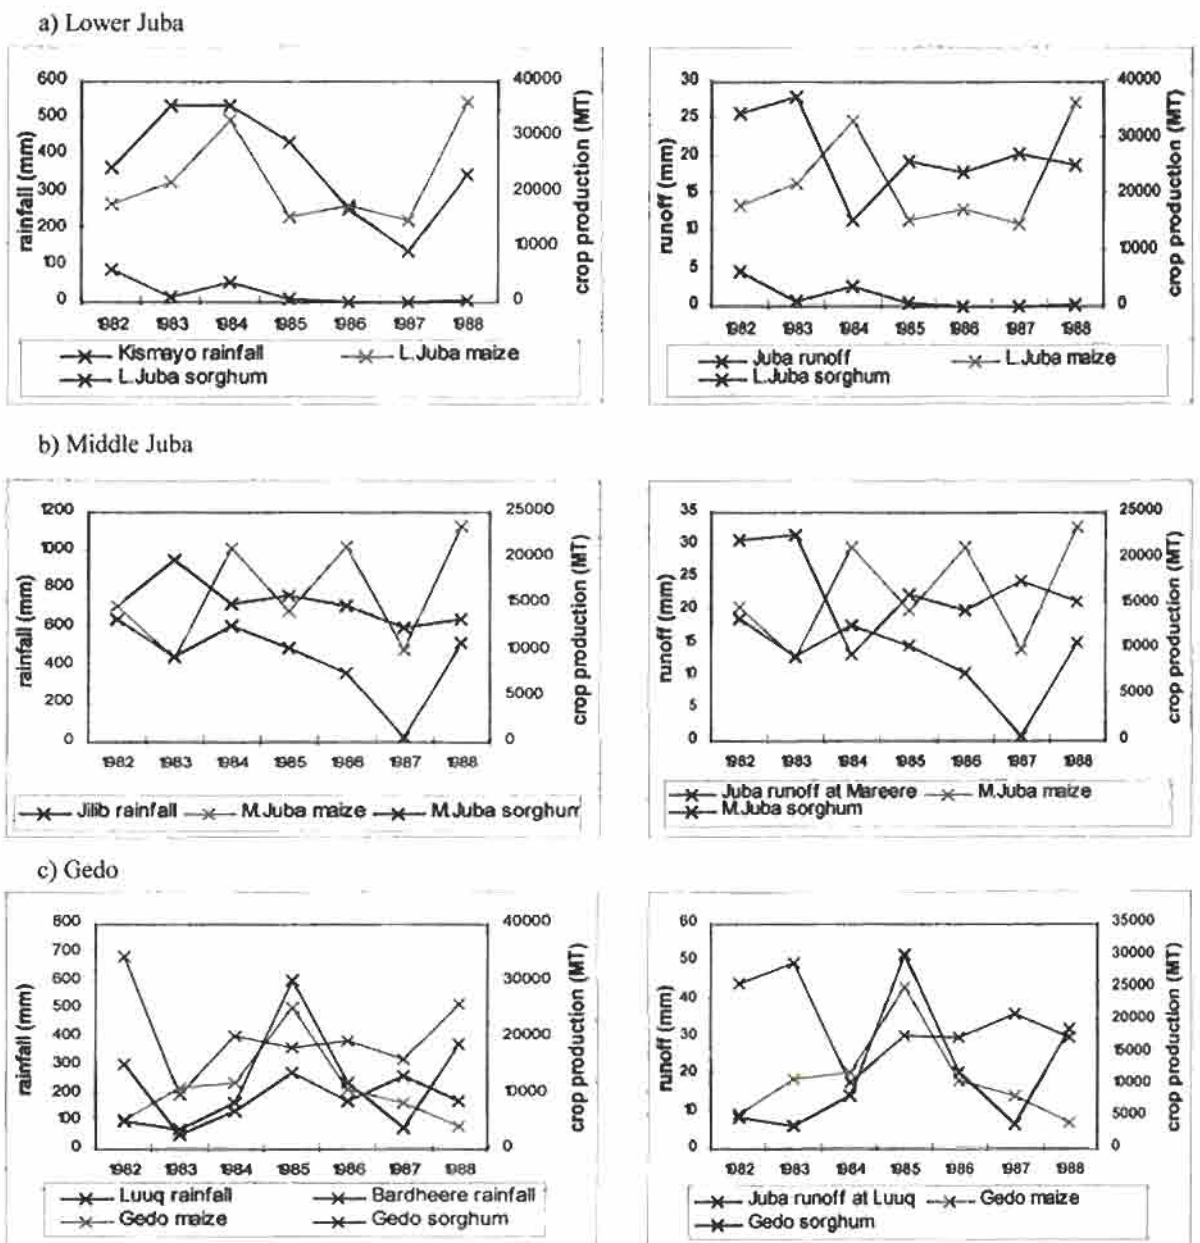 a) Lower Juba
600
500
400
300
200
100
0
rainfall (mm)
40000
30000
20000
10000
0
crop production (MT)
1982 1983 1984 1985 1986 1987 1988
Kismayo rainfall L.Juba maize
L.Juba sorghum
30
25
20
15
10
5
0
runoff (mm)
40000
30000
20000
10000
0
crop production (MT)
1982 1983 1984 1985 1986 1987 1988
Juba runoff L.Juba maize
L.Juba sorghum
b) Middle Juba
1200
1000
800
600
400
200
0
rainfall (mm)
25000
20000
15000
10000
5000
0
crop production (MT)
1982 1983 1984 1985 1986 1987 1988
Jilib rainfall M.Juba maize M.Juba sorghum
35
30
25
20
15
10
5
0
runoff (mm)
25000
20000
15000
10000
5000
0
crop production (MT)
1982 1983 1984 1985 1986 1987 1988
Juba runoff at Mareere M.Juba maize
M.Juba sorghum
c) Gedo
800
700
600
500
400
300
200
100
0
rainfall (mm)
40000
30000
20000
10000
0
crop production (MT)
1982 1983 1984 1985 1986 1987 1988
Luuq rainfall Bardheere rainfall
Gedo maize Gedo sorghum
60
50
40
30
20
10
0
runoff (mm)
35000
30000
25000
20000
15000
10000
5000
0
crop production (MT)
1982 1983 1984 1985 1986 1987 1988
Juba runoff at Luuq Gedo maize
Gedo sorghum